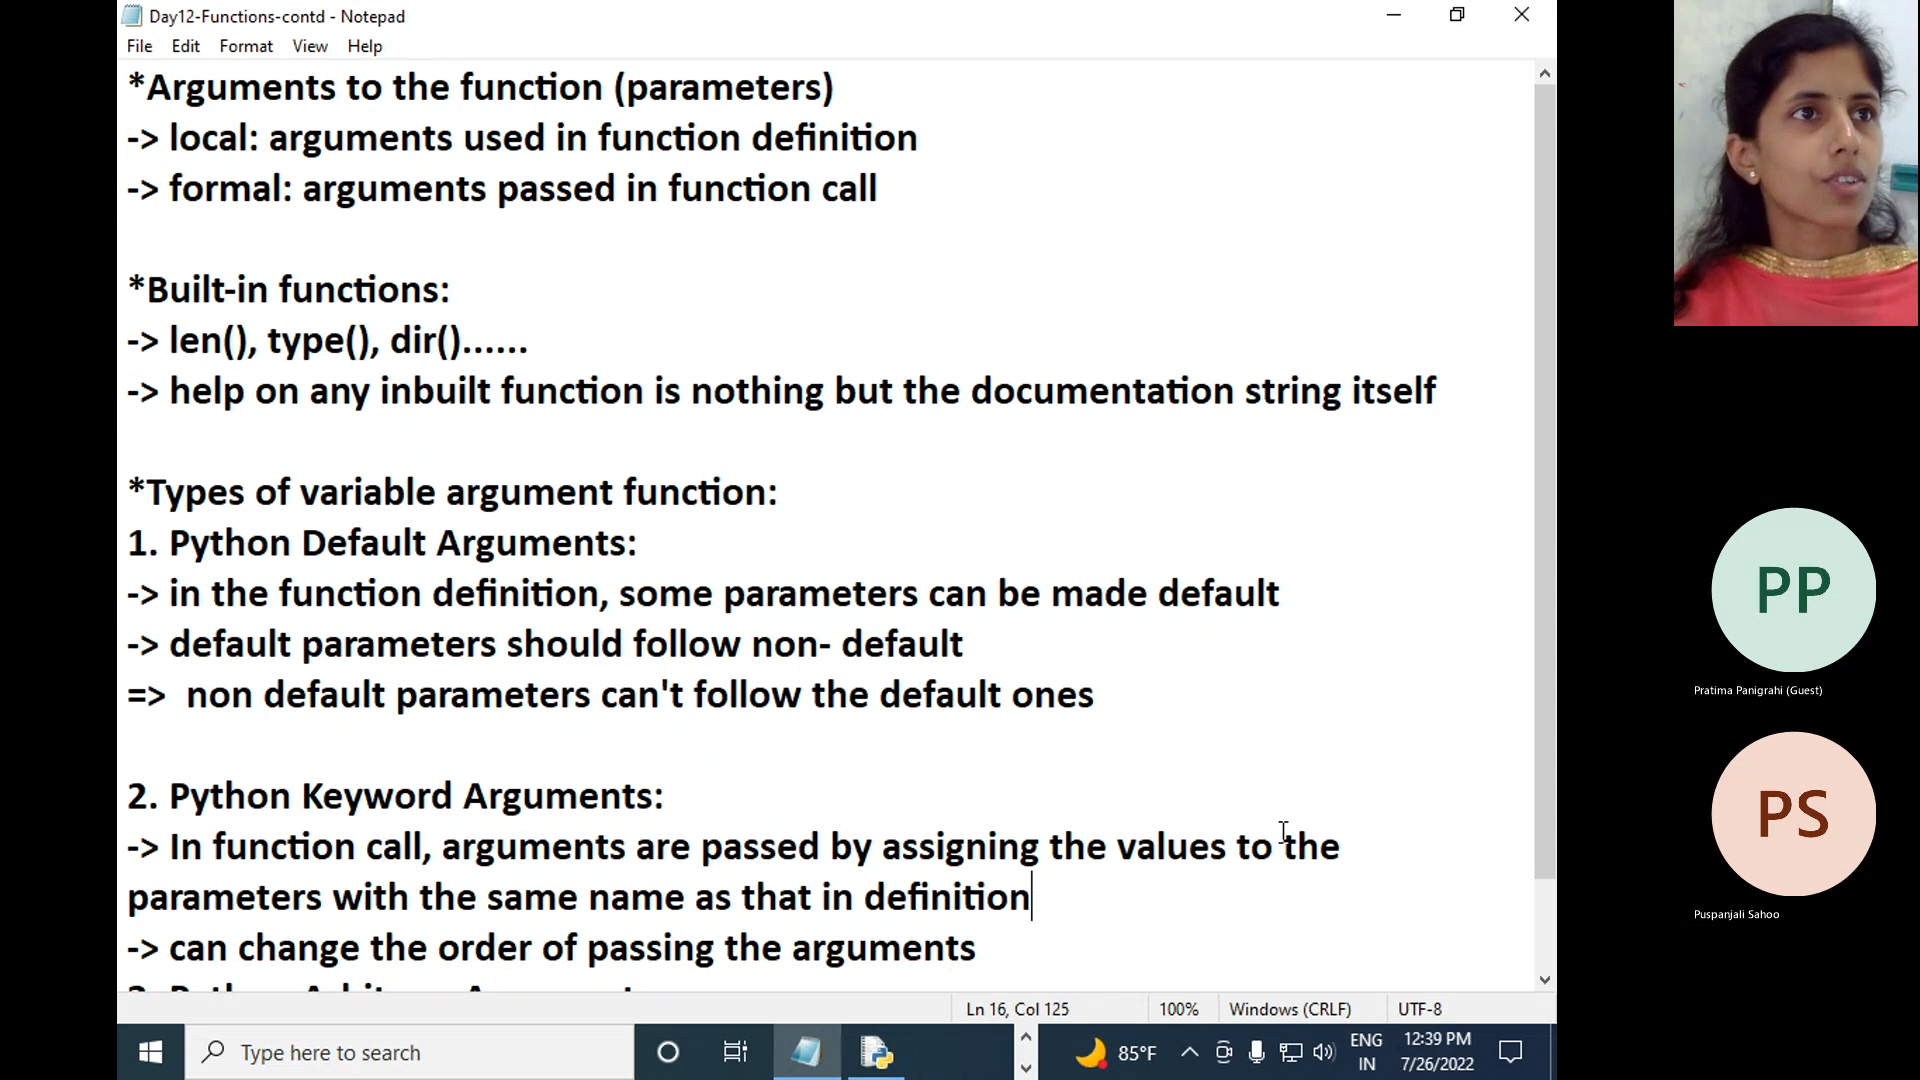 Day12-Functions-contd - Notepad
File Edit Format View Help
*Arguments to the function (parameters)
-> local: arguments used in function definition
-> formal: arguments passed in function call
*Built-in functions:
-> len(), type(), dir()......
-> help on any inbuilt function is nothing but the documentation string itself
*Types of variable argument function:
1. Python Default Arguments:
-> in the function definition, some parameters can be made default
-> default parameters should follow non- default
=>  non default parameters can't follow the default ones
2. Python Keyword Arguments:
-> In function call, arguments are passed by assigning the values to the
parameters with the same name as that in definition
-> can change the order of passing the arguments
Ln 16, Col 125 100% Windows (CRLF) UTF-8
Type here to search
85°F
ENG
IN
12:39 PM
7/26/2022
PP
Pratima Panigrahi (Guest)
PS
Puspanjali Sahoo